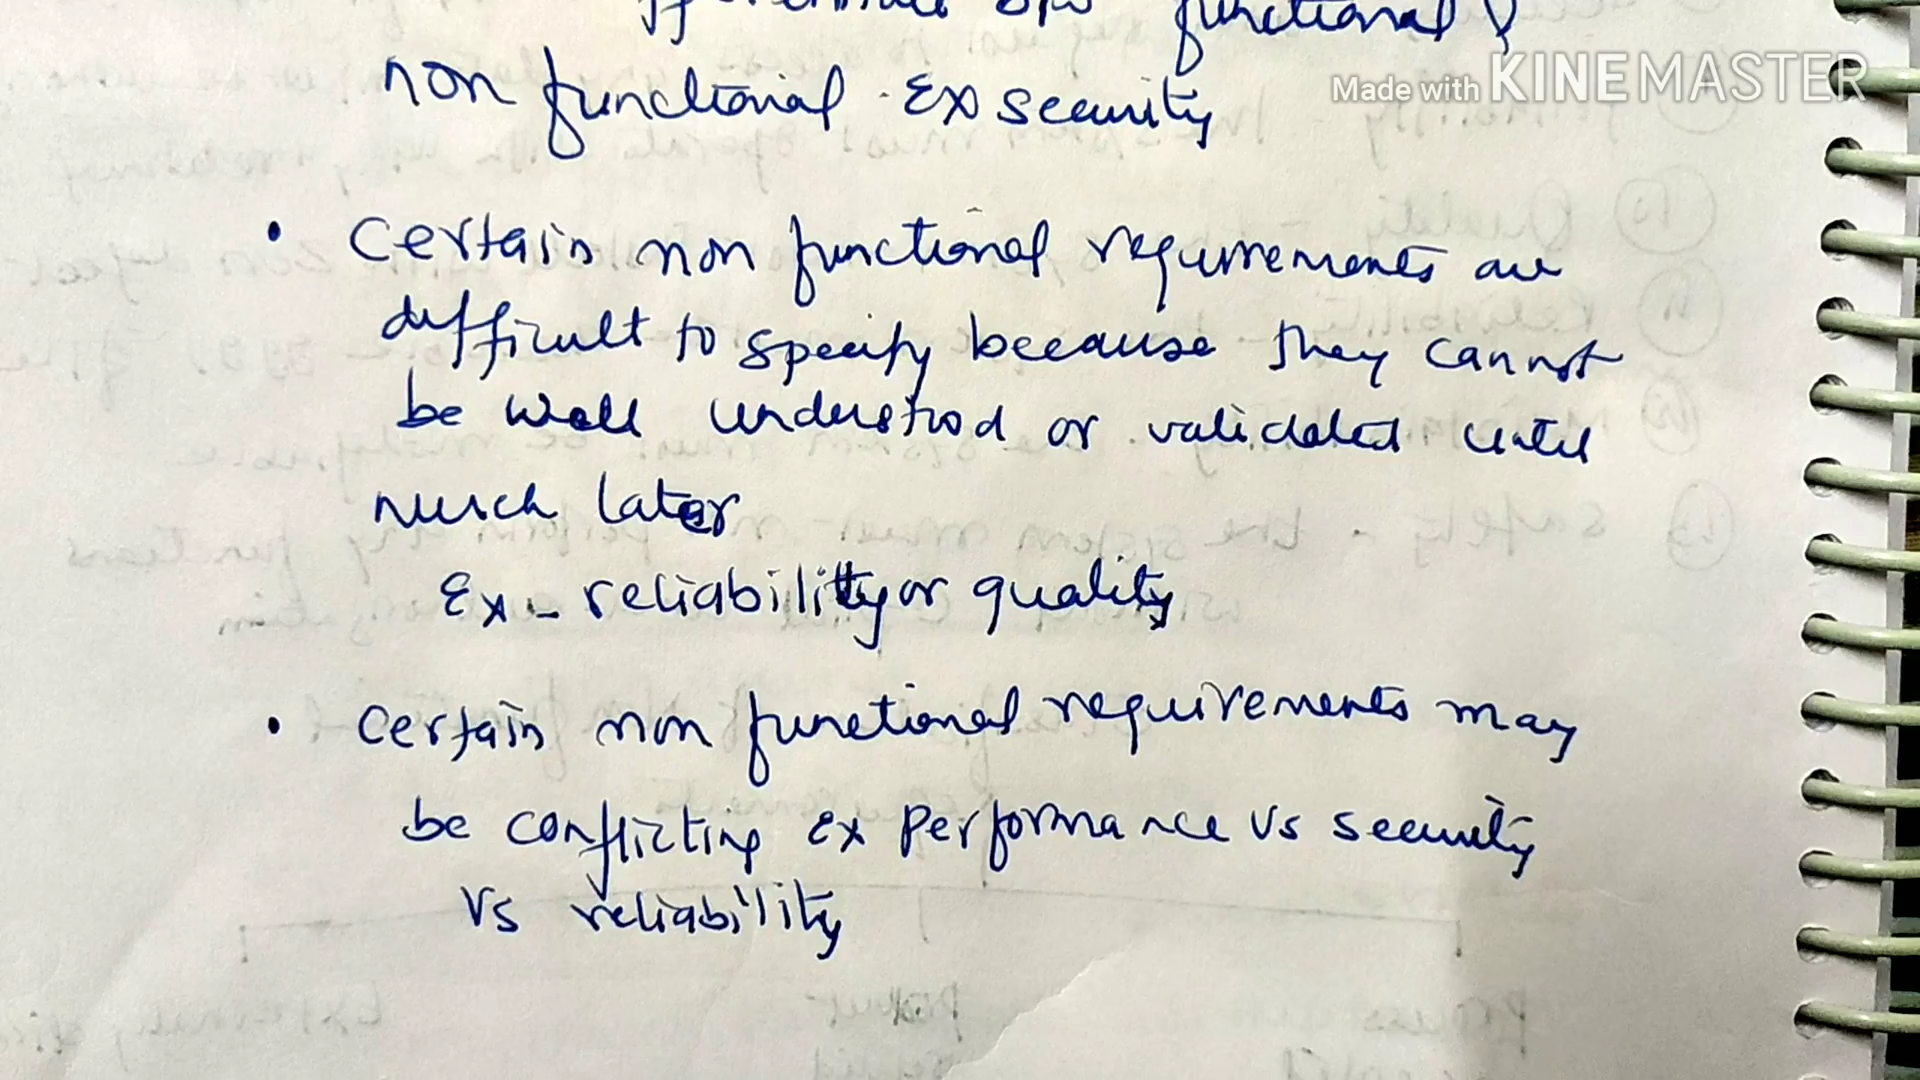 differentiate b/w functional &
non functional. Ex security
Made with KINEMASTER
• Certain non functional requirements are
difficult to specify because they cannot
be well understood or validated until
much later
Ex - reliability or quality
• Certain non functional requirements may
be conflicting Ex Performance Vs security
Vs reliability